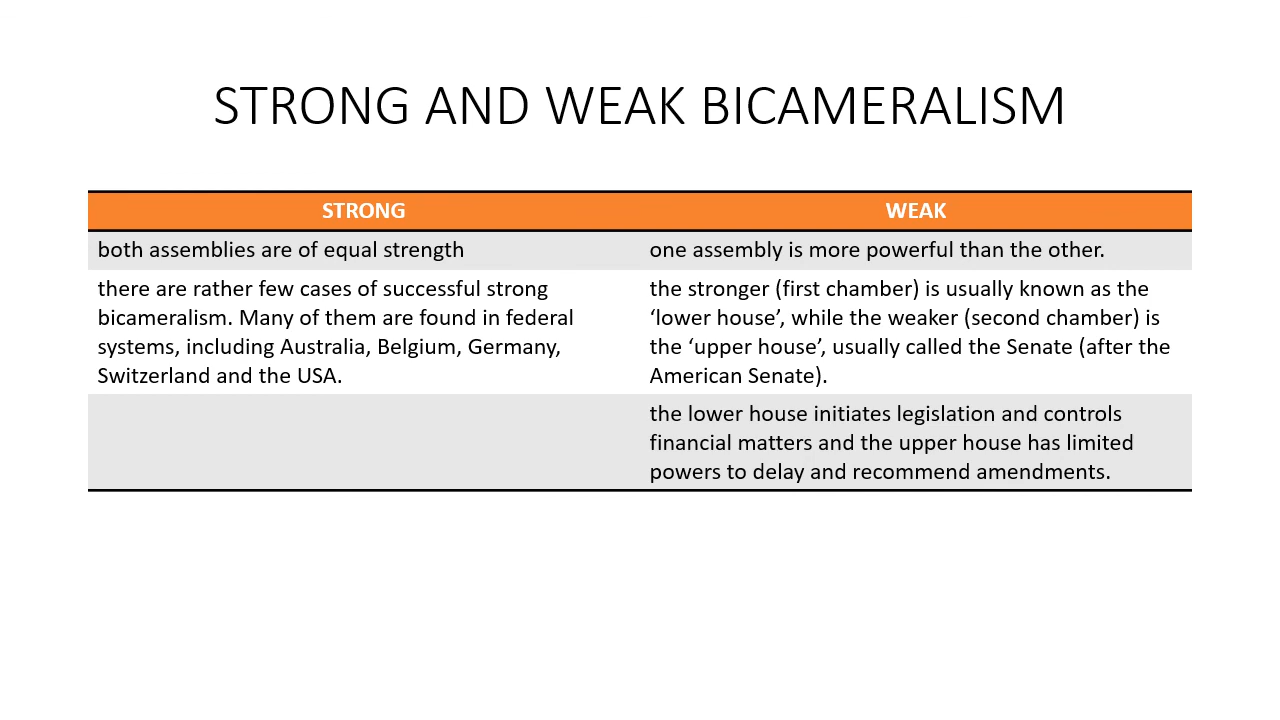 STRONG AND WEAK BICAMERALISM
STRONG
WEAK
both assemblies are of equal strength
one assembly is more powerful than the other.
there are rather few cases of successful strong
bicameralism. Many of them are found in federal
systems, including Australia, Belgium, Germany,
Switzerland and the USA.
the stronger (first chamber) is usually known as the
‘lower house’, while the weaker (second chamber) is
the ‘upper house’, usually called the Senate (after the
American Senate).
the lower house initiates legislation and controls
financial matters and the upper house has limited
powers to delay and recommend amendments.